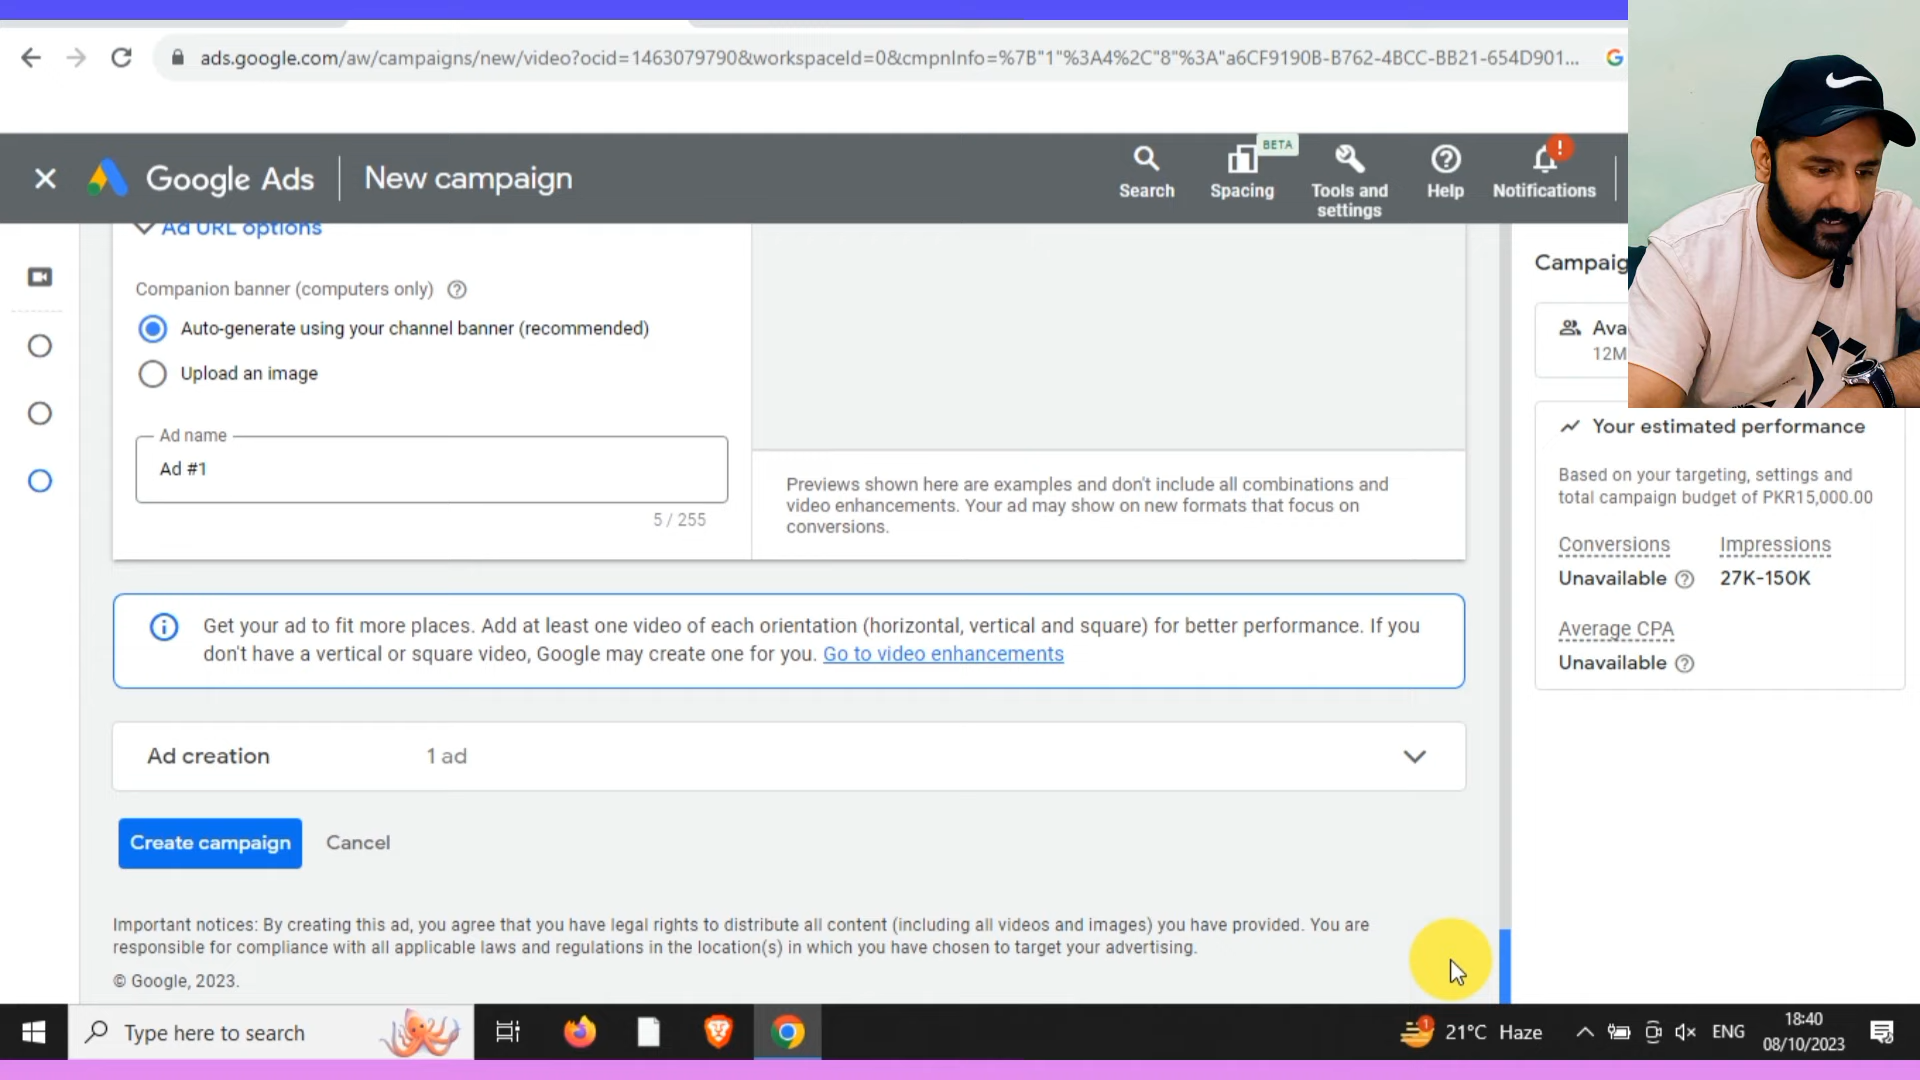 ads.google.com/aw/campaigns/new/video?ocid=1463079790&workspaceId=0&cmpnInfo=%7B"1"%3A4%2C"8"%3A"a6CF9190B-B762-4BCC-BB21-654D901...
Google Ads
New campaign
Search
BETA
Spacing
Tools and
settings
Help
!
Notifications
Ad URL options
Companion banner (computers only)
Auto-generate using your channel banner (recommended)
Upload an image
Ad name
Ad #1
5 / 255
Previews shown here are examples and don't include all combinations and
video enhancements. Your ad may show on new formats that focus on
conversions.
Get your ad to fit more places. Add at least one video of each orientation (horizontal, vertical and square) for better performance. If you
don't have a vertical or square video, Google may create one for you. Go to video enhancements
Ad creation
1 ad
Create campaign
Cancel
Important notices: By creating this ad, you agree that you have legal rights to distribute all content (including all videos and images) you have provided. You are
responsible for compliance with all applicable laws and regulations in the location(s) in which you have chosen to target your advertising.
© Google, 2023.
Campaig
Ava
12M
Your estimated performance
Based on your targeting, settings and
total campaign budget of PKR15,000.00
Conversions
Impressions
Unavailable
27K-150K
Average CPA
Unavailable
Type here to search
1
21°C Haze
ENG
18:40
08/10/2023